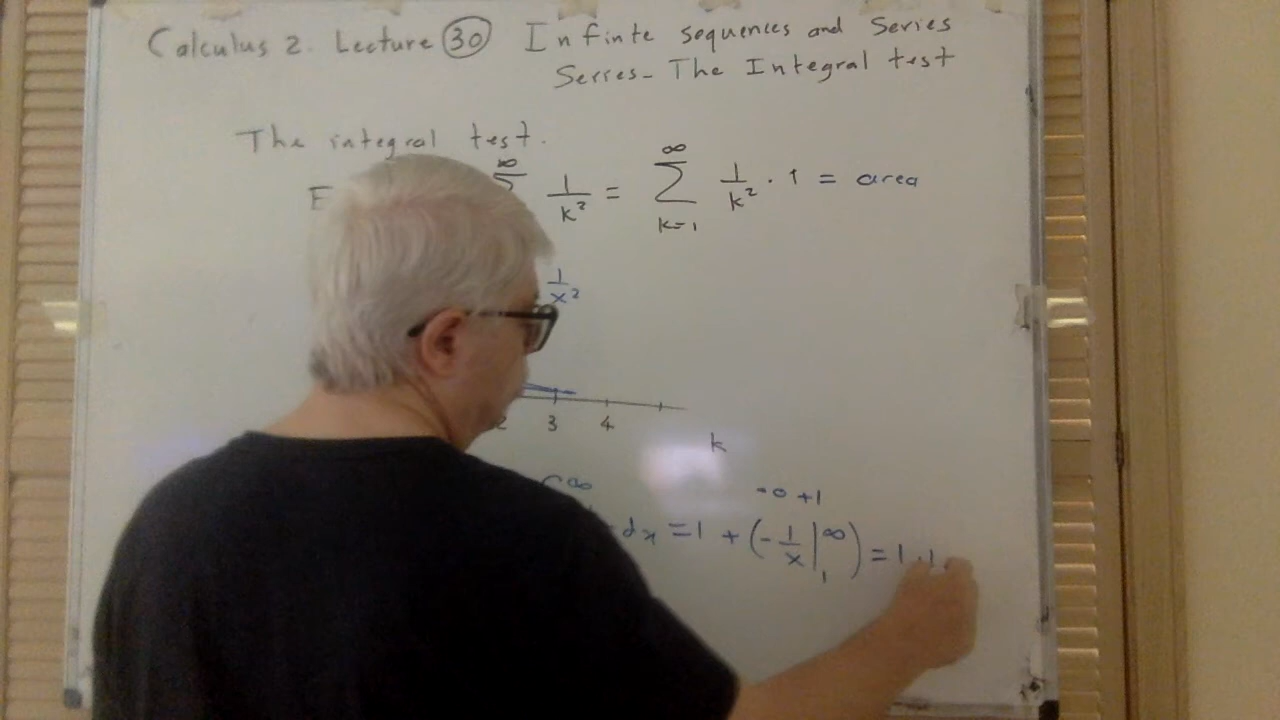 Calculus 2. Lecture 30 Infinte sequences and Series
Series - The Integral test
The integral test.
E ∞ 1/k² = ∞ Σ k=1 1/k² · 1 = area
1/x²
2 3 4
k
∞ -0 +1
dx = 1 + (-1/x |∞ 1) = 1 · 1